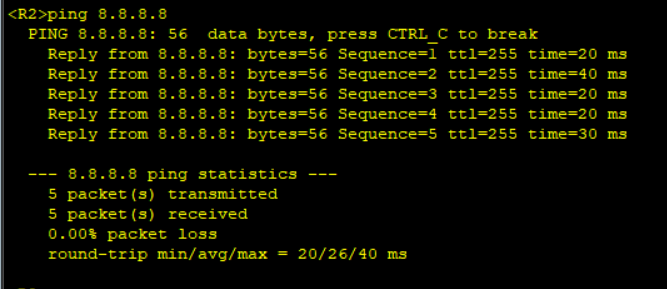 <R2>ping 8.8.8.8
PING 8.8.8.8: 56 data bytes, press CTRL_C to break
Reply from 8.8.8.8: bytes=56 Sequence=1 ttl=255 time=20 ms
Reply from 8.8.8.8: bytes=56 Sequence=2 ttl=255 time=40 ms
Reply from 8.8.8.8: bytes=56 Sequence=3 ttl=255 time=20 ms
Reply from 8.8.8.8: bytes=56 Sequence=4 ttl=255 time=20 ms
Reply from 8.8.8.8: bytes=56 Sequence=5 ttl=255 time=30 ms
--- 8.8.8.8 ping statistics ---
5 packet(s) transmitted
5 packet(s) received
0.00% packet loss
round-trip min/avg/max = 20/26/40 ms